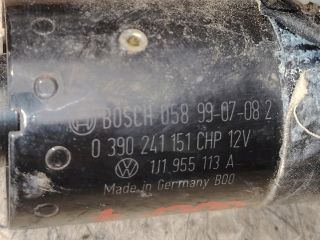 BOSCH 058 99-07-08 2
0 390 241 151 CHP 12V
1J1 955 113 A
Made in Germany B00